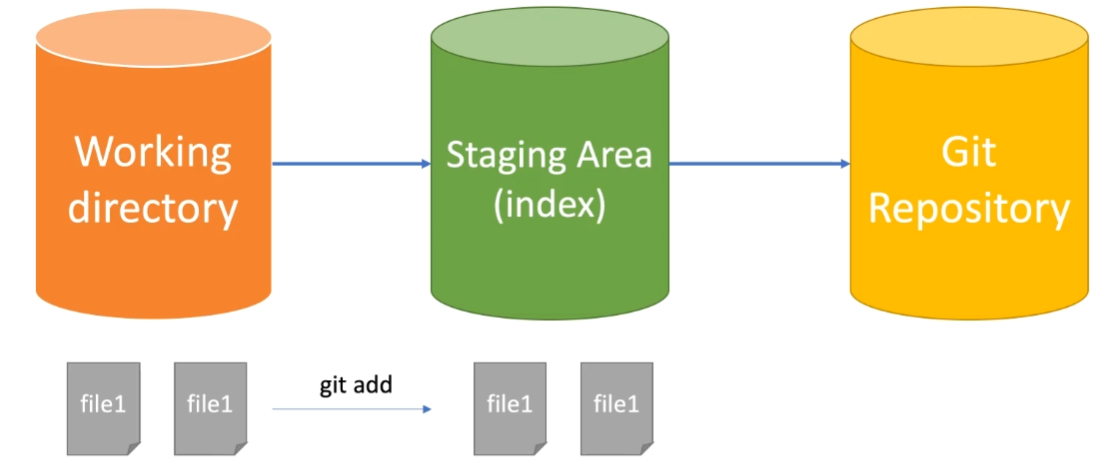 Working
directory
Staging Area
(index)
Git
Repository
git add
file1
file1
file1
file1